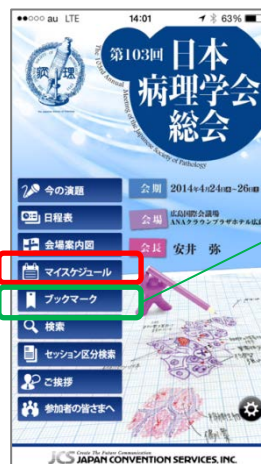 au LTE 14:01 63%
第103回 日本
病理学会
総会
The 103rd Annual Meeting of the Japanese Society of Pathology
病理
今の演題
会期 2014年4月24日㊍~26日㊏
日程表
会場 広島国際会議場
ANAクラウンプラザホテル広島
会場案内図
会長 安井 弥
マイスケジュール
ブックマーク
検索
セッション区分検索
ご挨拶
参加者の皆さまへ
JCS Create The Future Communication
JAPAN CONVENTION SERVICES, INC.